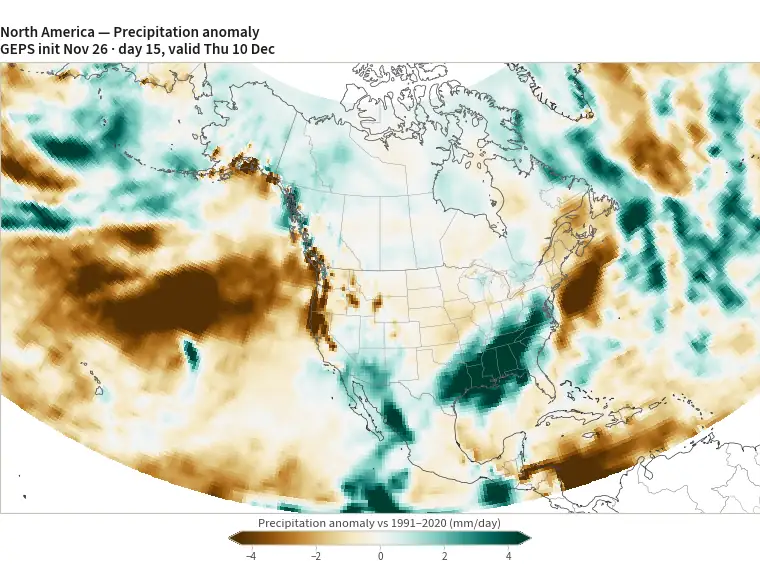 North America — Precipitation anomaly
GEPS init Nov 26 · day 15, valid Thu 10 Dec
Precipitation anomaly vs 1991–2020 (mm/day)
−4 −2 0 2 4